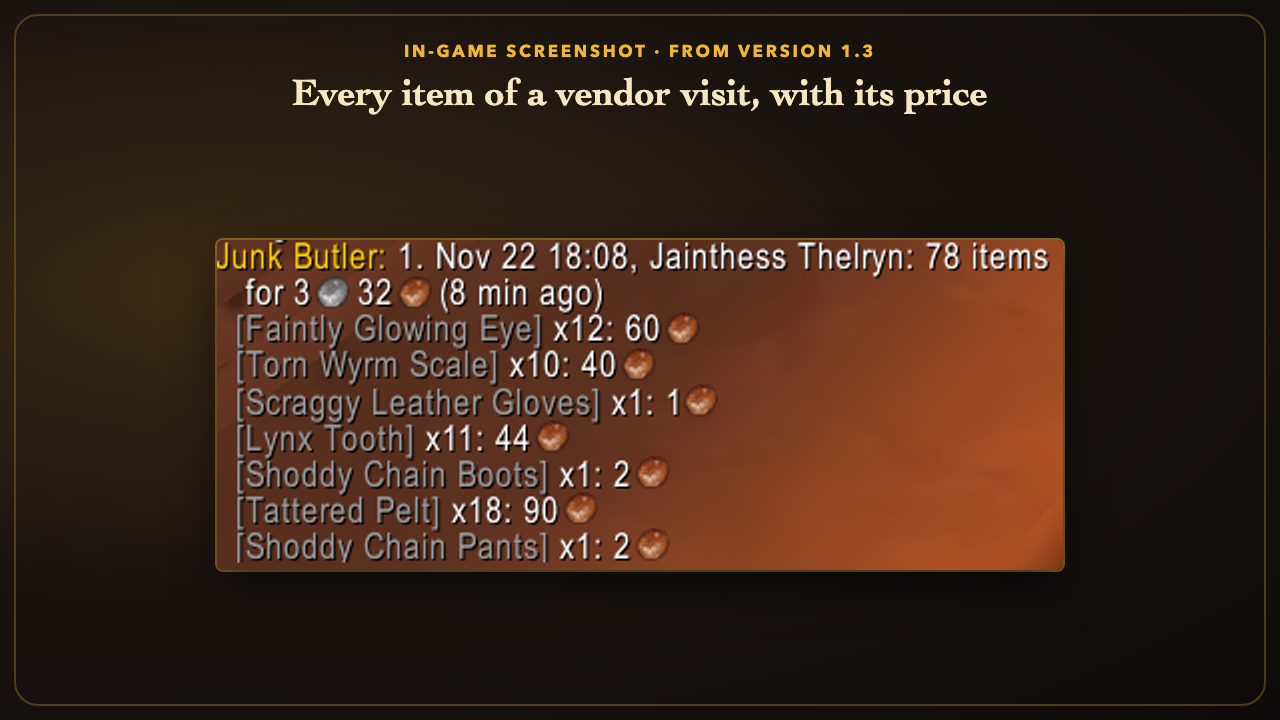 IN-GAME SCREENSHOT · FROM VERSION 1.3
Every item of a vendor visit, with its price
Junk Butler: 1. Nov 22 18:08, Jainthess Thelryn: 78 items
for 3 32 (8 min ago)
[Faintly Glowing Eye] x12: 60
[Torn Wyrm Scale] x10: 40
[Scraggy Leather Gloves] x1: 1
[Lynx Tooth] x11: 44
[Shoddy Chain Boots] x1: 2
[Tattered Pelt] x18: 90
[Shoddy Chain Pants] x1: 2